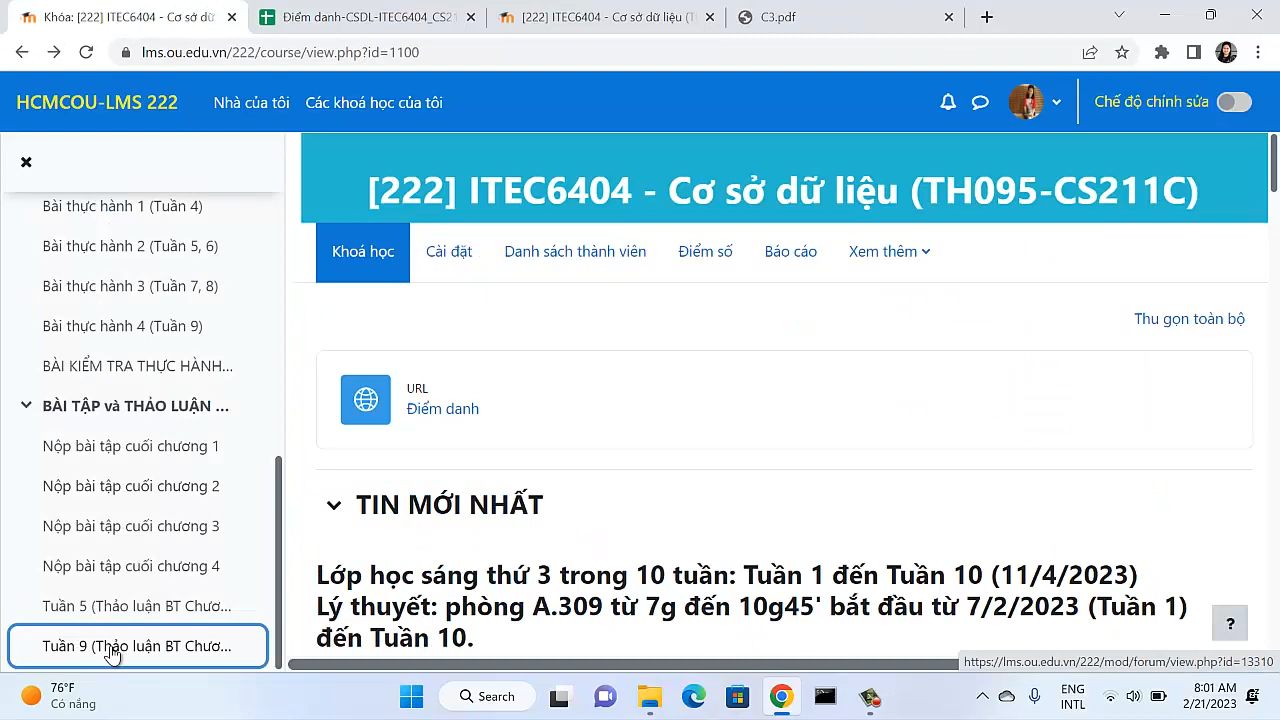 Khóa: [222] ITEC6404 - Cơ sở dữ
Điểm danh-CSDL-ITEC6404_CS21
[222] ITEC6404 - Cơ sở dữ liệu (T
C3.pdf
lms.ou.edu.vn/222/course/view.php?id=1100
HCMCOU-LMS 222
Nhà của tôi
Các khoá học của tôi
Chế độ chỉnh sửa
Bài thực hành 1 (Tuần 4)
Bài thực hành 2 (Tuần 5, 6)
Bài thực hành 3 (Tuần 7, 8)
Bài thực hành 4 (Tuần 9)
BÀI KIỂM TRA THỰC HÀNH...
BÀI TẬP và THẢO LUẬN ...
Nộp bài tập cuối chương 1
Nộp bài tập cuối chương 2
Nộp bài tập cuối chương 3
Nộp bài tập cuối chương 4
Tuần 5 (Thảo luận BT Chươ...
Tuần 9 (Thảo luận BT Chươ...
[222] ITEC6404 - Cơ sở dữ liệu (TH095-CS211C)
Khoá học
Cài đặt
Danh sách thành viên
Điểm số
Báo cáo
Xem thêm
Thu gọn toàn bộ
URL
Điểm danh
TIN MỚI NHẤT
Lớp học sáng thứ 3 trong 10 tuần: Tuần 1 đến Tuần 10 (11/4/2023)
Lý thuyết: phòng A.309 từ 7g đến 10g45' bắt đầu từ 7/2/2023 (Tuần 1)
đến Tuần 10.
?
https://lms.ou.edu.vn/222/mod/forum/view.php?id=13310
76°F
Có nắng
Search
ENG
INTL
8:01 AM
2/21/2023